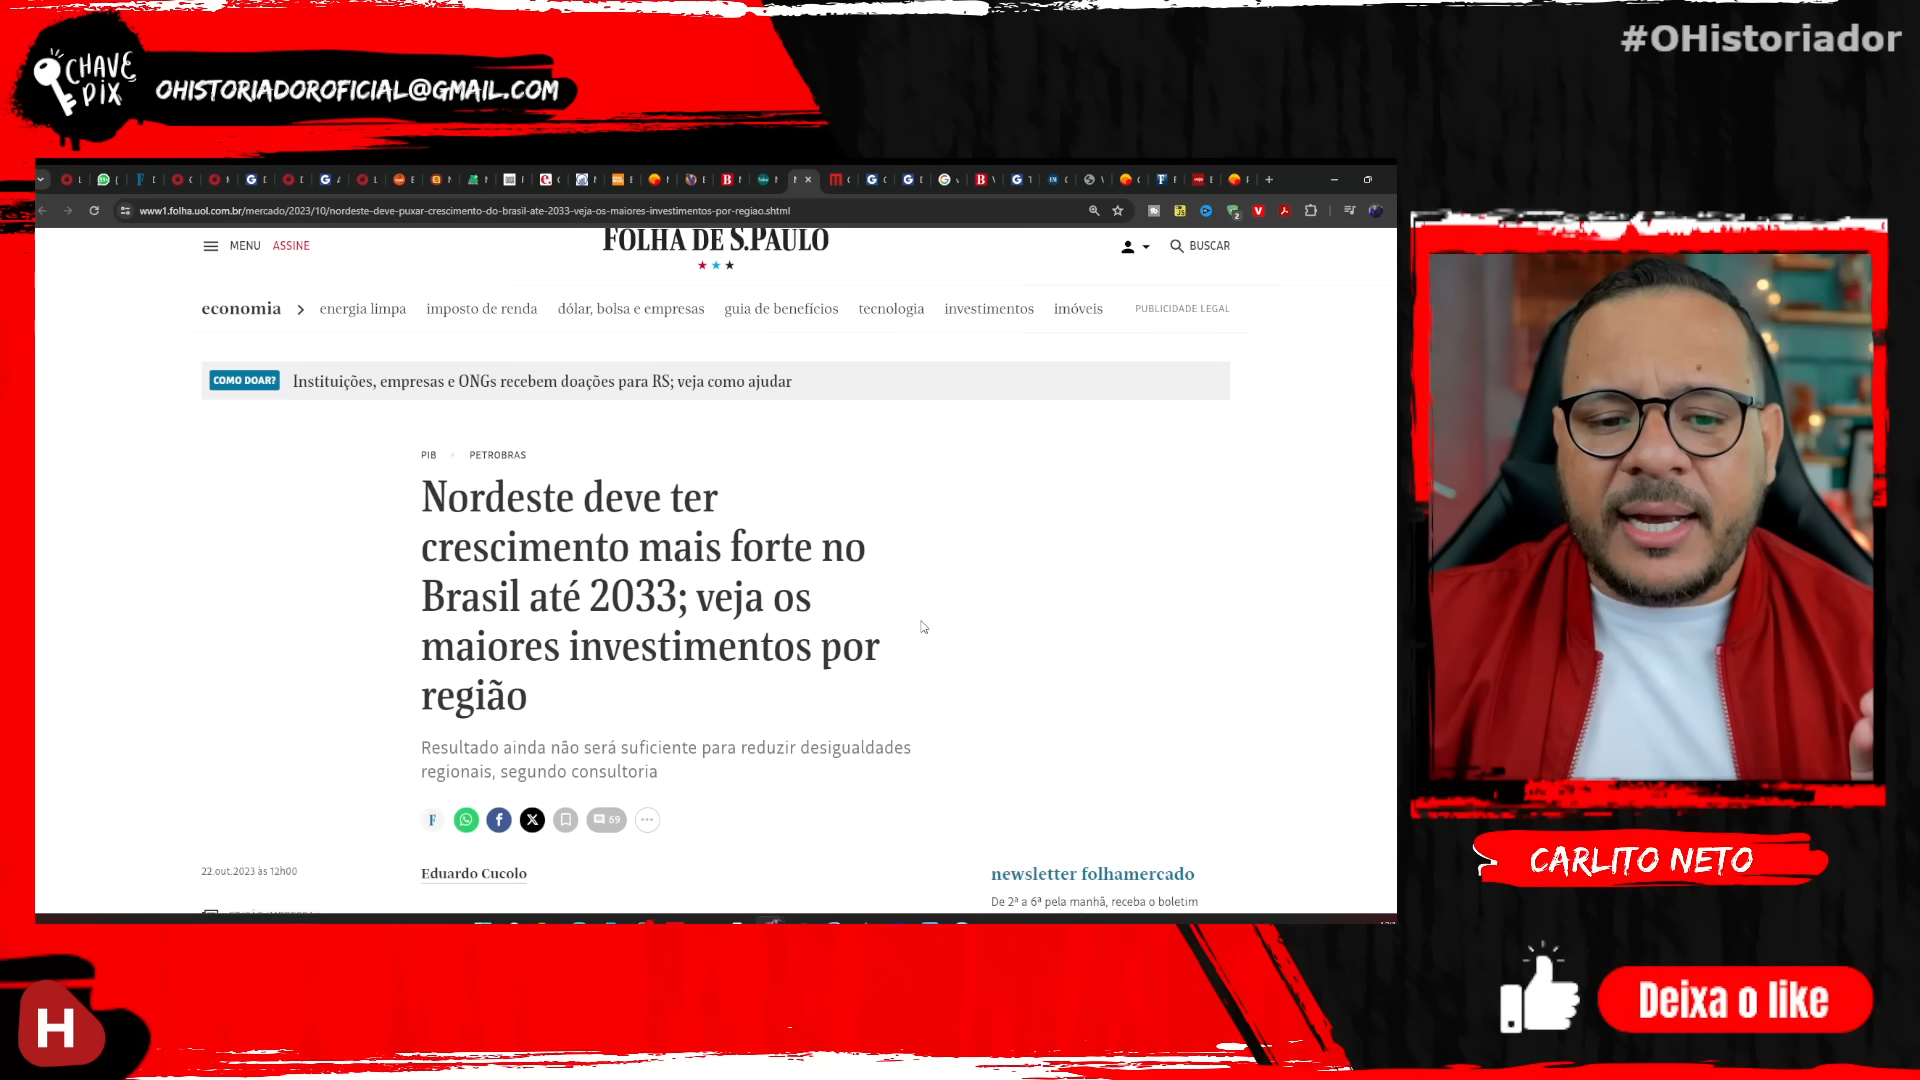 #OHistoriador
CHAVE
PIX
OHISTORIADOROFICIAL@GMAIL.COM
www1.folha.uol.com.br/mercado/2023/10/nordeste-deve-puxar-crescimento-do-brasil-ate-2033-veja-os-maiores-investimentos-por-regiao.shtml
MENU ASSINE
FOLHA DE S.PAULO
BUSCAR
economia
energia limpa
imposto de renda
dólar, bolsa e empresas
guia de benefícios
tecnologia
investimentos
imóveis
PUBLICIDADE LEGAL
COMO DOAR? Instituições, empresas e ONGs recebem doações para RS; veja como ajudar
PIB
PETROBRAS
Nordeste deve ter
crescimento mais forte no
Brasil até 2033; veja os
maiores investimentos por
região
Resultado ainda não será suficiente para reduzir desigualdades
regionais, segundo consultoria
F
69
22.out.2023 às 12h00
Eduardo Cucolo
newsletter folhamercado
De 2ª a 6ª pela manhã, receba o boletim
CARLITO NETO
Deixa o like
H